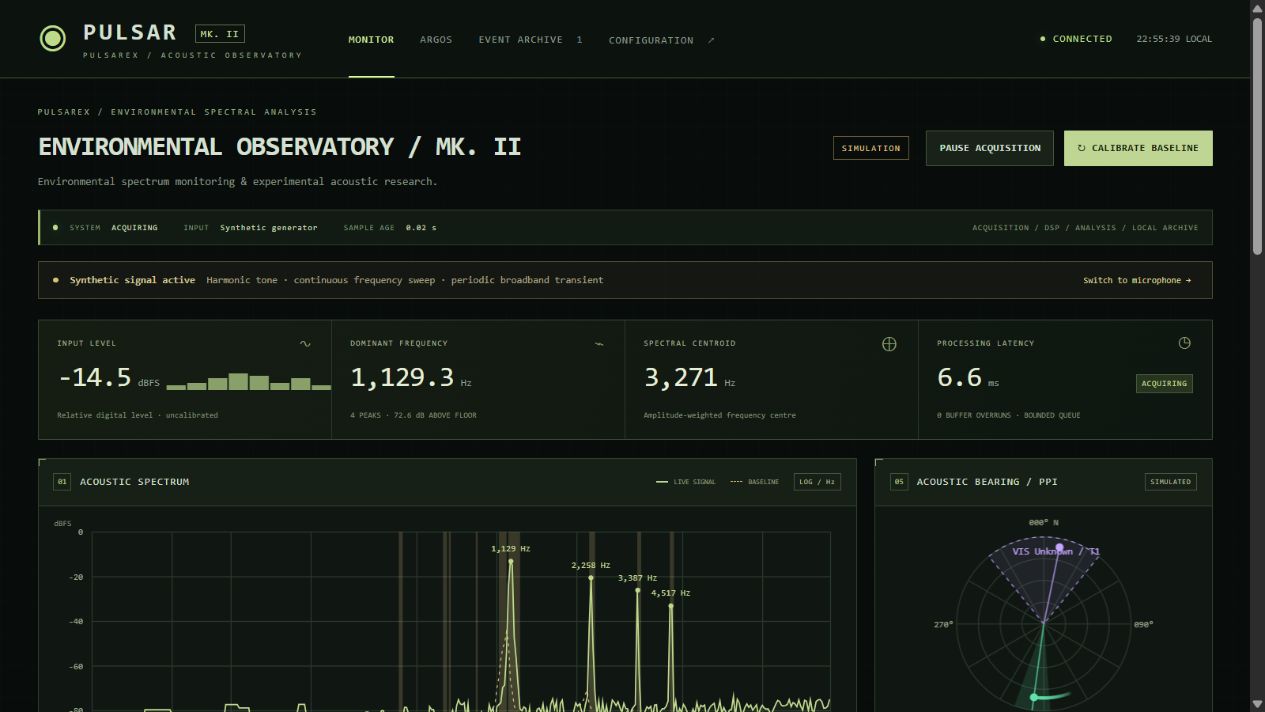 PULSAR MK. II
PULSAREX / ACOUSTIC OBSERVATORY
MONITOR ARGOS EVENT ARCHIVE 1 CONFIGURATION ↗
CONNECTED 22:55:39 LOCAL
PULSAREX / ENVIRONMENTAL SPECTRAL ANALYSIS
ENVIRONMENTAL OBSERVATORY / MK. II
SIMULATION PAUSE ACQUISITION ↻ CALIBRATE BASELINE
Environmental spectrum monitoring & experimental acoustic research.
SYSTEM ACQUIRING INPUT Synthetic generator SAMPLE AGE 0.02 s ACQUISITION / DSP / ANALYSIS / LOCAL ARCHIVE
Synthetic signal active Harmonic tone · continuous frequency sweep · periodic broadband transient Switch to microphone →
INPUT LEVEL
-14.5 dBFS
Relative digital level · uncalibrated
DOMINANT FREQUENCY
1,129.3 Hz
4 PEAKS · 72.6 dB ABOVE FLOOR
SPECTRAL CENTROID
3,271 Hz
Amplitude-weighted frequency centre
PROCESSING LATENCY
6.6 ms
ACQUIRING
0 BUFFER OVERRUNS · BOUNDED QUEUE
01 ACOUSTIC SPECTRUM LIVE SIGNAL BASELINE LOG / Hz
dBFS
0
-20
-40
-60
-80
1,129 Hz
2,258 Hz
3,387 Hz
4,517 Hz
05 ACOUSTIC BEARING / PPI SIMULATED
000° N
VIS Unknown / T1
270° 090°